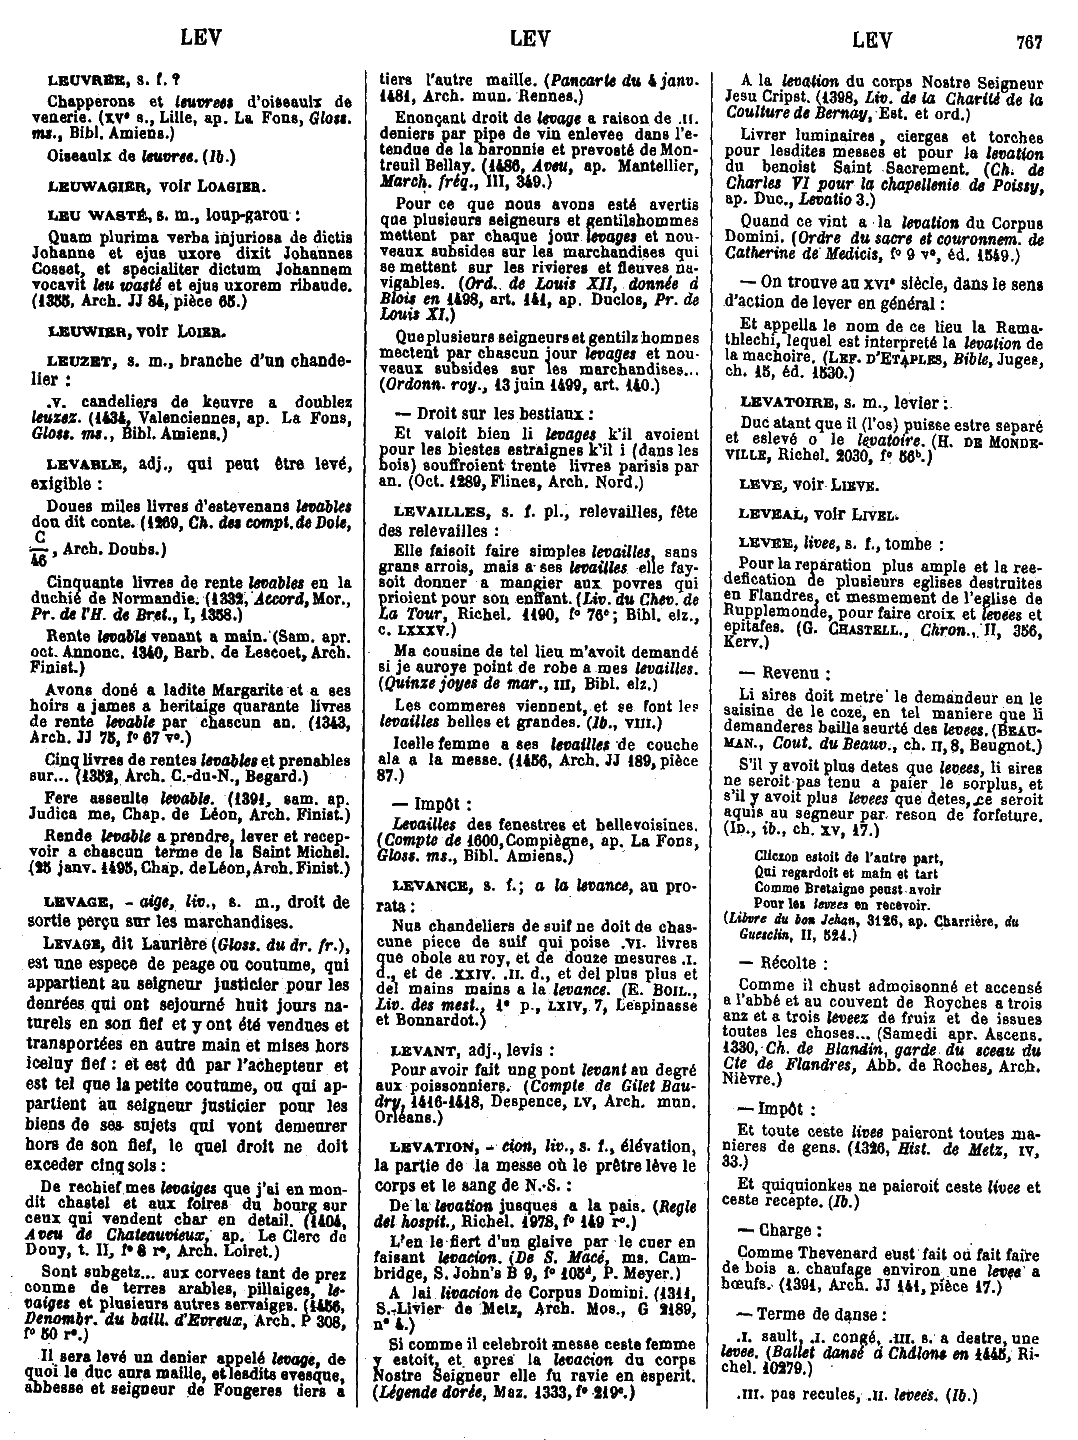 LEV
LEV
LEV
767
LEUVREE, s. f. ?
Chapperons et leuvrees d'oiseaulx de
venerie. (XVe s., Lille, ap. La Fons, Gloss.
ms., Bibl. Amiens.)
Oiseaulx de leuvree. (Ib.)
LEUWAGIER, voir LOAGIER.
LEU WASTÉ, s. m., loup-garou :
Quam plurima verba injuriosa de dictis
Johanne et ejus uxore dixit Johannes
Cosset, et specialiter dictum Johannem
vocavit leu wasté et ejus uxorem ribaude.
(1355, Arch. JJ 84, pièce 65.)
LEUWIER, voir LOIER.
LEUZET, s. m., branche d'un chande-
lier :
.V. candeliers de keuvre a doublez
leuzez. (1434, Valenciennes, ap. La Fons,
Gloss. ms., Bibl. Amiens.)
LEVABLE, adj., qui peut être levé,
exigible :
Doues miles livres d'estevenans levables
dou dit conte. (1269, Ch. des compt. de Dole,
C
46, Arch. Doubs.)
Cinquante livres de rente levables en la
duchié de Normandie. (1332, Accord, Mor.,
Pr. de l'H. de Bret., I, 1358.)
Rente levable venant a main. (Sam. apr.
oct. Annonc. 1340, Barb. de Lescoet, Arch.
Finist.)
Avons doné a ladite Margarite et a ses
hoirs a james a heritaige quarante livres
de rente levable par chascun an. (1343,
Arch. JJ 75, fo 67 vo.)
Cinq livres de rentes levables et prenables
sur... (1352, Arch. C.-du-N., Begard.)
Fere asseulte levable. (1391, sam. ap.
Judica me, Chap. de Léon, Arch. Finist.)
Rende levable a prendre, lever et recep-
voir a chascun terme de la Saint Michel.
(25 janv. 1495, Chap. de Léon, Arch. Finist.)
LEVAGE, - aige, liv., s. m., droit de
sortie perçu sur les marchandises.
LEVAGE, dit Laurière (Gloss. du dr. fr.),
est une espece de peage ou coutume, qui
appartient au seigneur justicier pour les
denrées qui ont sejourné huit jours na-
turels en son fief et y ont été vendues et
transportées en autre main et mises hors
iceluy fief : et est dû par l'achepteur et
est tel que la petite coutume, ou qui ap-
partient au seigneur justicier pour les
biens de ses sujets qui vont demeurer
hors de son fief, le quel droit ne doit
exceder cinq sols :
De rechief mes levaiges que j'ai en mon-
dit chastel et aux foires du bourg sur
ceux qui vendent char en detail. (1404,
Aveu de Chateauvieux, ap. Le Clerc de
Douy, t. II, fo 8 ro, Arch. Loiret.)
Sont subgetz... aux corvees tant de prez
conme de terres arables, pillaiges, le-
vaiges et plusieurs autres servaiges. (1456,
Denombr. du baill. d'Evreux, Arch. P 308,
fo 50 ro.)
Il sera levé un denier appelé levage, de
quoi le duc aura maille, et lesdits evesque,
abbesse et seigneur de Fougeres tiers a
tiers l'autre maille. (Pancarte du 4 janv.
1481, Arch. mun. Rennes.)
Enonçant droit de levage a raison de .II.
deniers par pipe de vin enlevee dans l'e-
tendue de la baronnie et prevosté de Mon-
treuil Bellay. (1486, Aveu, ap. Mantellier,
March. fréq., III, 349.)
Pour ce que nous avons esté avertis
que plusieurs seigneurs et gentilshommes
mettent par chaque jour levages et nou-
veaux subsides sur les marchandises qui
se mettent sur les rivieres et fleuves na-
vigables. (Ord. de Louis XII, donnée à
Blois en 1498, art. 141, ap. Duclos, Pr. de
Louis XI.)
Que plusieurs seigneurs et gentilz homnes
mectent par chascun jour levages et nou-
veaux subsides sur les marchandises...
(Ordonn. roy., 13 juin 1499, art. 140.)
— Droit sur les bestiaux :
Et valoit bien li levages k'il avoient
pour les biestes estraignes k'il i (dans les
bois) souffroient trente livres parisis par
an. (Oct. 1289, Flines, Arch. Nord.)
LEVAILLES, s. f. pl., relevailles, fête
des relevailles :
Elle faisoit faire simples levailles, sans
grans arrois, mais a ses levailles elle fay-
soit donner a mangier aux povres qui
prioient pour son enffant. (Liv. du Chev. de
La Tour, Richel. 1190, fo 76c ; Bibl. elz.,
c. LXXXV.)
Ma cousine de tel lieu m'avoit demandé
si je auroye point de robe a mes levailles.
(Quinze joyes de mar., III, Bibl. elz.)
Les commeres viennent, et se font les
levailles belles et grandes. (Ib., VIII.)
Icelle femme a ses levailles de couche
ala a la messe. (1456, Arch. JJ 189, pièce
87.)
— Impôt :
Levailles des fenestres et bellevoisines.
(Compte de 1600, Compiègne, ap. La Fons,
Gloss. ms., Bibl. Amiens.)
LEVANCE, s. f. ; a la levance, au pro-
rata :
Nus chandeliers de suif ne doit de chas-
cune piece de suif qui poise .VI. livres
que obole au roy, et de douze mesures .I.
d., et de .XXIV. .II. d., et del plus plus et
del mains mains a la levance. (E. BOIL.,
Liv. des mest., 1e p., LXIV, 7, Lespinasse
et Bonnardot.)
LEVANT, adj., levis :
Pour avoir fait ung pont levant au degré
aux poissonniers. (Compte de Gilet Bau-
dry, 1416-1418, Despence, LV, Arch. mun.
Orléans.)
LEVATION, - cion, liv., s. f., élévation,
la partie de la messe où le prêtre lève le
corps et le sang de N.-S. :
De la levation jusques a la pais. (Regle
del hospit., Richel. 1978, fo 149 ro.)
L'en le fiert d'un glaive par le cuer en
faisant levacion. (De S. Macé, ms. Cam-
bridge, S. John's B 9, fo 105d, P. Meyer.)
A lai livacion de Corpus Domini. (1311,
S.-Livier de Metz, Arch. Mos., G 2189,
no 4.)
Si comme il celebroit messe ceste femme
y estoit, et apres la levacion du corps
Nostre Seigneur elle fu ravie en esperit.
(Légende dorée, Maz. 1333, fo 219c.)
A la levation du corps Nostre Seigneur
Jesu Cripst. (1398, Liv. de la Charité de la
Coulture de Bernay, Est. et ord.)
Livrer luminaires, cierges et torches
pour lesdites messes et pour la levation
du benoist Saint Sacrement. (Ch. de
Charles VI pour la chapellenie de Poissy,
ap. Duc., Levatio 3.)
Quand ce vint a la levation du Corpus
Domini. (Ordre du sacre et couronnem. de
Catherine de Medicis, fo 9 vo, éd. 1549.)
— On trouve au XVIe siècle, dans le sens
d'action de lever en général :
Et appella le nom de ce lieu la Rama-
thlechi, lequel est interpreté la levation de
la machoire. (LEF. D'ETAPLES, Bible, Juges,
ch. 15, éd. 1530.)
LEVATOIRE, s. m., levier :
Duc atant que il (l'os) puisse estre separé
et eslevé o le levatoire. (H. DE MONDE-
VILLE, Richel. 2030, fo 56b.)
LEVE, voir LIEVE.
LEVEAL, voir LIVEL.
LEVEE, livee, s. f., tombe :
Pour la reparation plus ample et la ree-
defication de plusieurs eglises destruites
en Flandres, et mesmement de l'eglise de
Rupplemonde, pour faire croix et levees et
epitafes. (G. CHASTELL., Chron., II, 356,
Kerv.)
— Revenu :
Li sires doit metre le demandeur en le
saisine de le coze, en tel maniere que li
demanderes baille seurté des levees. (BEAU-
MAN., Cout. du Beauv., ch. II, 8, Beugnot.)
S'il y avoit plus detes que levees, li sires
ne seroit pas tenu a paier le sorplus, et
s'il y avoit plus levees que detes, ce seroit
aquis au segneur par reson de forfeture.
(ID., ib., ch. XV, 17.)
Cliczon estoit de l'autre part,
Qui regardoit et main et tart
Comme Bretaigne peust avoir
Pour les levees en recevoir.
(Libvre du bon Jehan, 3126, ap. Charrière, du
Guesclin, II, 524.)
— Récolte :
Comme il chust admoisonné et accensé
a l'abbé et au couvent de Royches a trois
anz et a trois leveez de fruiz et de issues
toutes les choses... (Samedi apr. Ascens.
1330, Ch. de Blandin, garde du sceau du
Cte de Flandres, Abb. de Roches, Arch.
Nièvre.)
— Impôt :
Et toute ceste livee paieront toutes ma-
nieres de gens. (1326, Hist. de Metz, IV,
33.)
Et quiquionkes ne paieroit ceste livee et
ceste recepte. (Ib.)
— Charge :
Comme Thevenard eust fait ou fait faire
de bois a chaufage environ une levee a
bœufs. (1391, Arch. JJ 141, pièce 17.)
— Terme de danse :
.I. sault, .I. congé, .III. s. a destre, une
levee. (Ballet dansé à Châlons en 1445, Ri-
chel. 10279.)
.III. pas recules, .II. levees. (Ib.)